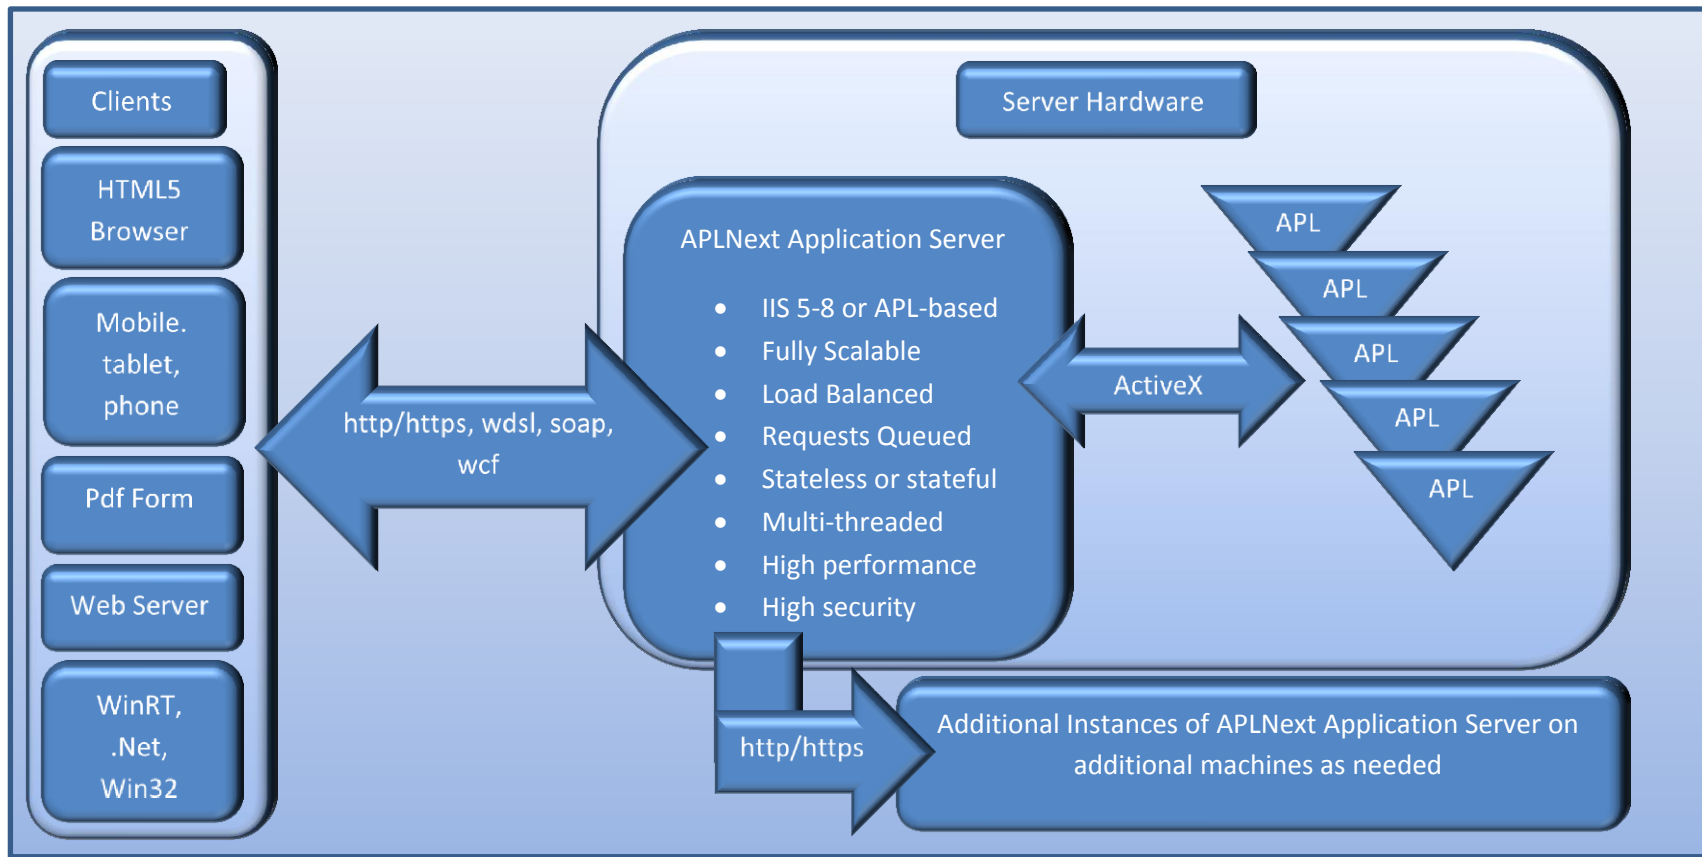 Clients
HTML5
Browser
Mobile.
tablet,
phone
Pdf Form
Web Server
WinRT,
.Net,
Win32
http/https, wdsl, soap,
wcf
Server Hardware
APLNext Application Server
• IIS 5-8 or APL-based
• Fully Scalable
• Load Balanced
• Requests Queued
• Stateless or stateful
• Multi-threaded
• High performance
• High security
ActiveX
APL
APL
APL
APL
APL
http/https
Additional Instances of APLNext Application Server on
additional machines as needed